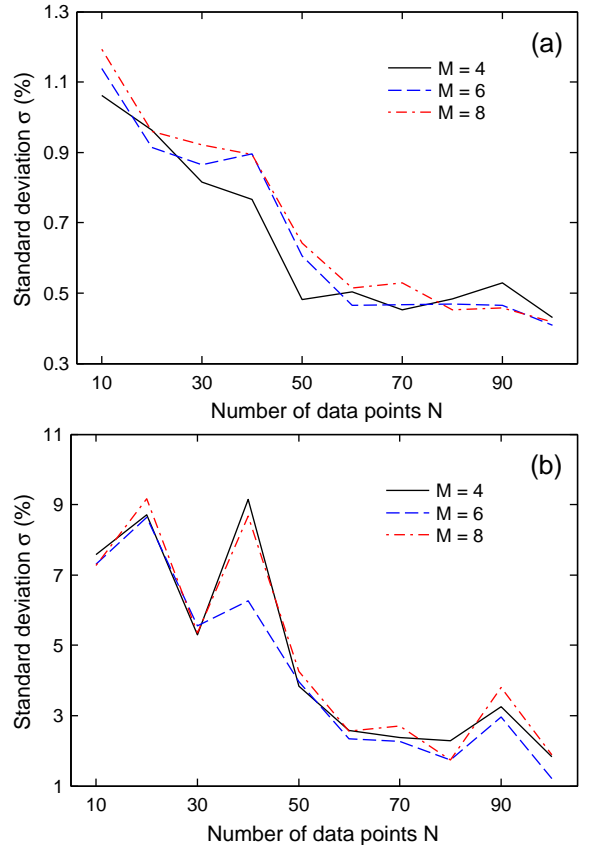 1.3
(a)
M = 4
M = 6
M = 8
1.1
0.9
0.7
0.5
0.3
Standard deviation σ (%)
10 30 50 70 90
Number of data points N
11
(b)
M = 4
M = 6
M = 8
9
7
5
3
1
Standard deviation σ (%)
10 30 50 70 90
Number of data points N